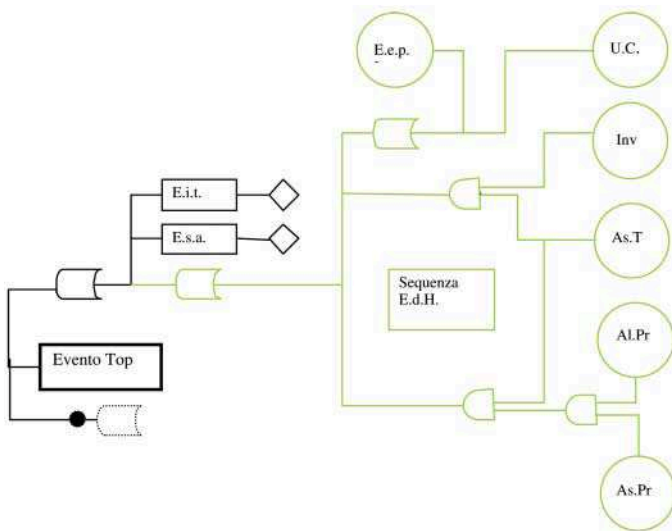 E.e.p.
U.C.
Inv
E.i.t.
E.s.a.
As.T
Sequenza
E.d.H.
Al.Pr
Evento Top
As.Pr